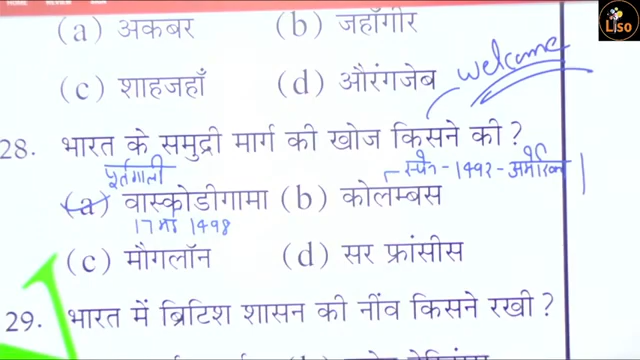 Liso
(a) अकबर (b) जहाँगीर
(c) शाहजहाँ (d) औरंगजेब
welcome
28. भारत के समुद्री मार्ग की खोज किसने की ?
पुर्तगाली
स्पेन - 1492 - अमेरिका
(a) वास्कोडीगामा (b) कोलम्बस
17 मई 1498
(c) मौगलॉन (d) सर फ्रांसीस
29. भारत में ब्रिटिश शासन की नींव किसने रखी ?